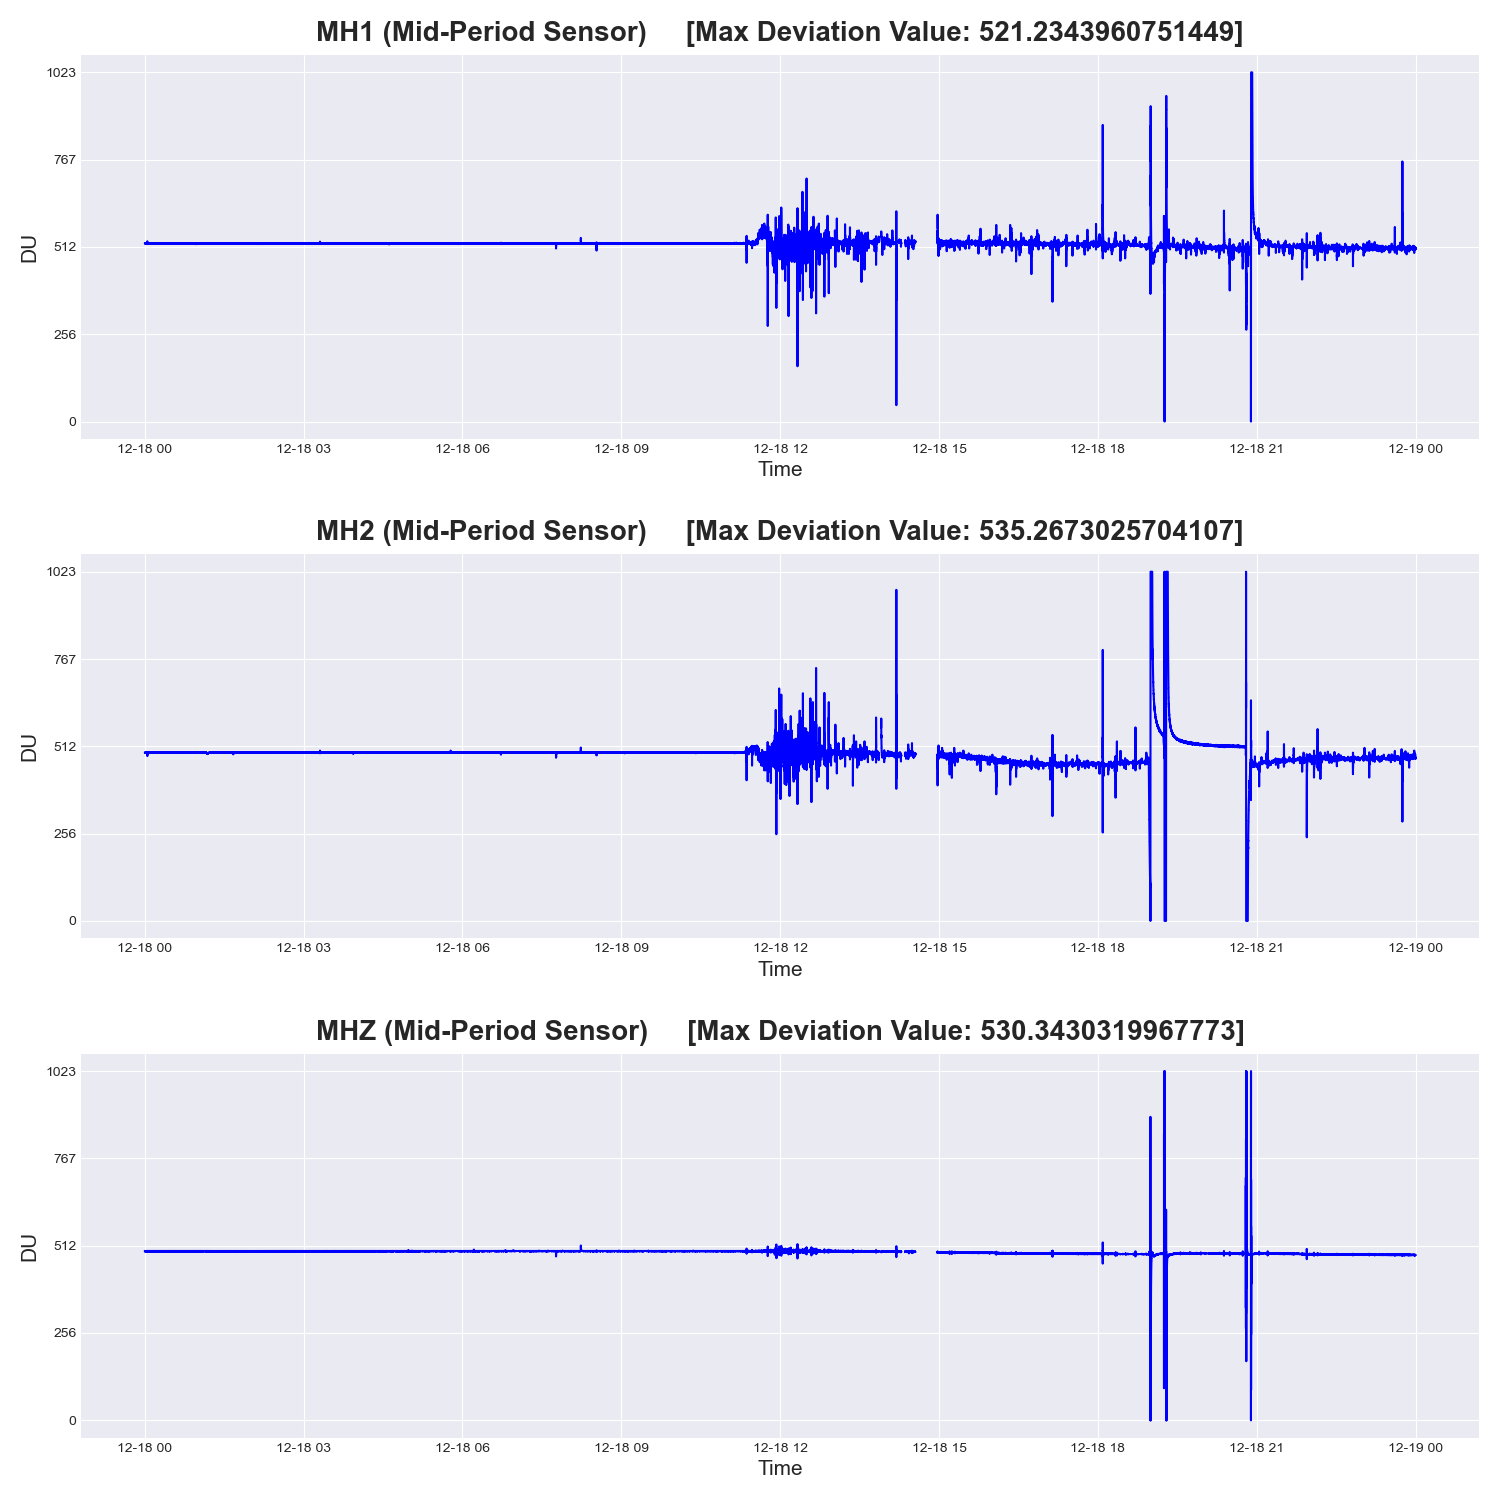 MH1 (Mid-Period Sensor) [Max Deviation Value: 521.2343960751449]
1023
767
512
256
0
DU
12-18 00 12-18 03 12-18 06 12-18 09 12-18 12 12-18 15 12-18 18 12-18 21 12-19 00
Time
MH2 (Mid-Period Sensor) [Max Deviation Value: 535.2673025704107]
1023
767
512
256
0
DU
12-18 00 12-18 03 12-18 06 12-18 09 12-18 12 12-18 15 12-18 18 12-18 21 12-19 00
Time
MHZ (Mid-Period Sensor) [Max Deviation Value: 530.3430319967773]
1023
767
512
256
0
DU
12-18 00 12-18 03 12-18 06 12-18 09 12-18 12 12-18 15 12-18 18 12-18 21 12-19 00
Time